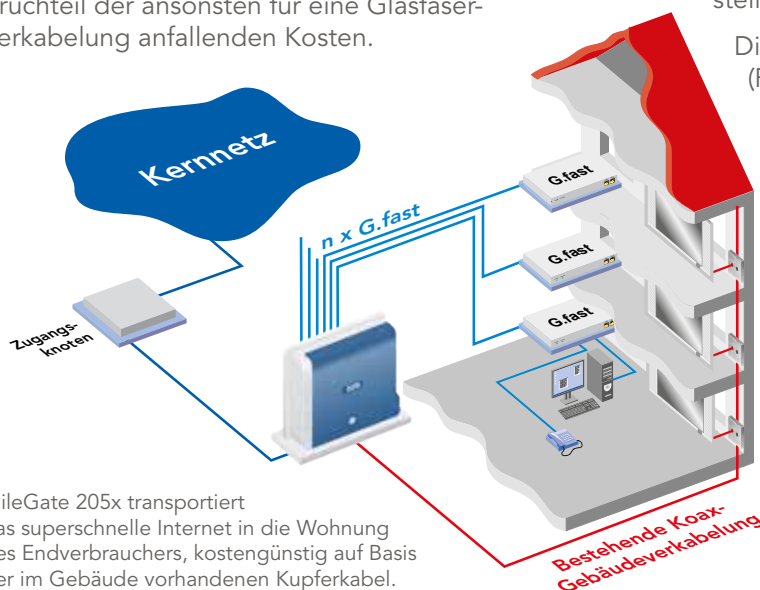 ruchteil der ansonsten für eine Glasfaser-
erkabelung anfallenden Kosten.
stell
Di
(F
Kernnetz
n x G.fast
G.fast
G.fast
G.fast
Zugangs-
knoten
ileGate 205x transportiert
as superschnelle Internet in die Wohnung
es Endverbrauchers, kostengünstig auf Basis
er im Gebäude vorhandenen Kupferkabel.
Bestehende Koax-
Gebäudeverkabelung